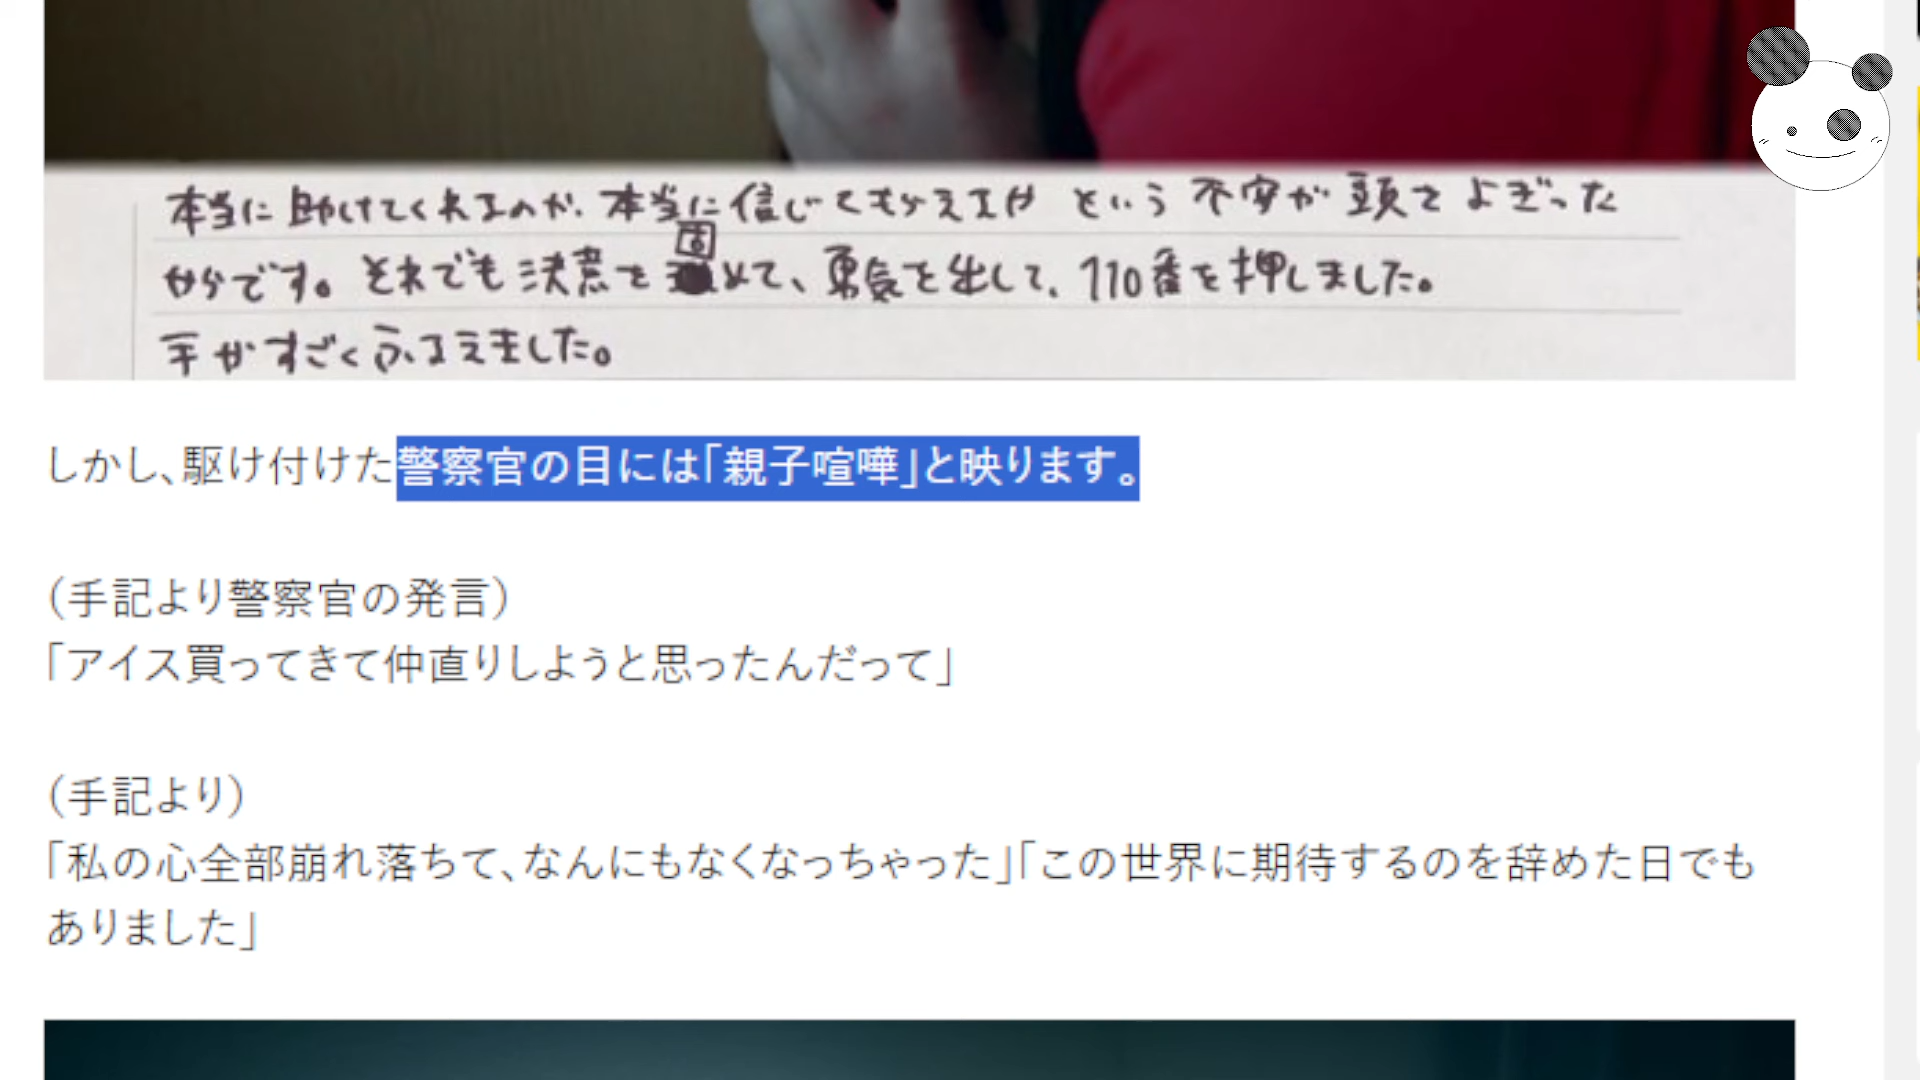 本当に助けてくれるのか、本当に信じてもらえるか という 不安が 頭を よぎった
からです。それでも決意を固めて、勇気を出して、110番を押しました。
手がすごくふるえました。
しかし、駆け付けた警察官の目には「親子喧嘩」と映ります。
（手記より警察官の発言）
「アイス買ってきて仲直りしようと思ったんだって」
（手記より）
「私の心全部崩れ落ちて、なんにもなくなっちゃった」「この世界に期待するのを辞めた日でも
ありました」